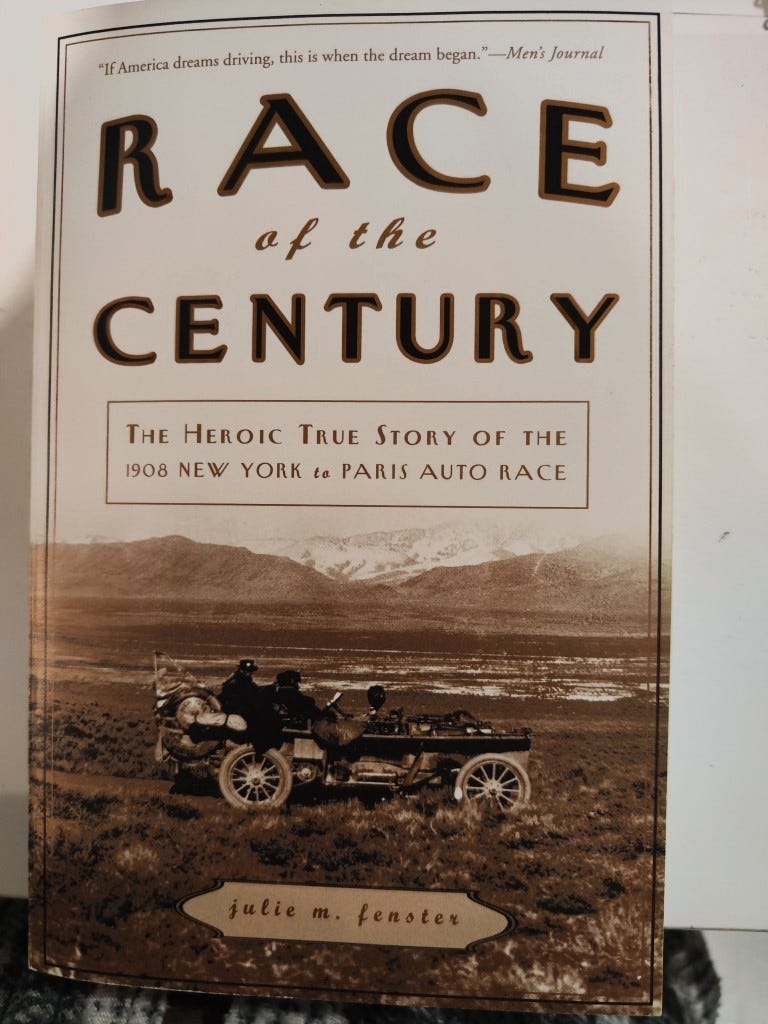 “If America dreams driving, this is when the dream began.”—Men's Journal
RACE
of the
CENTURY
THE HEROIC TRUE STORY OF THE
1908 NEW YORK to PARIS AUTO RACE
julie m. fenster